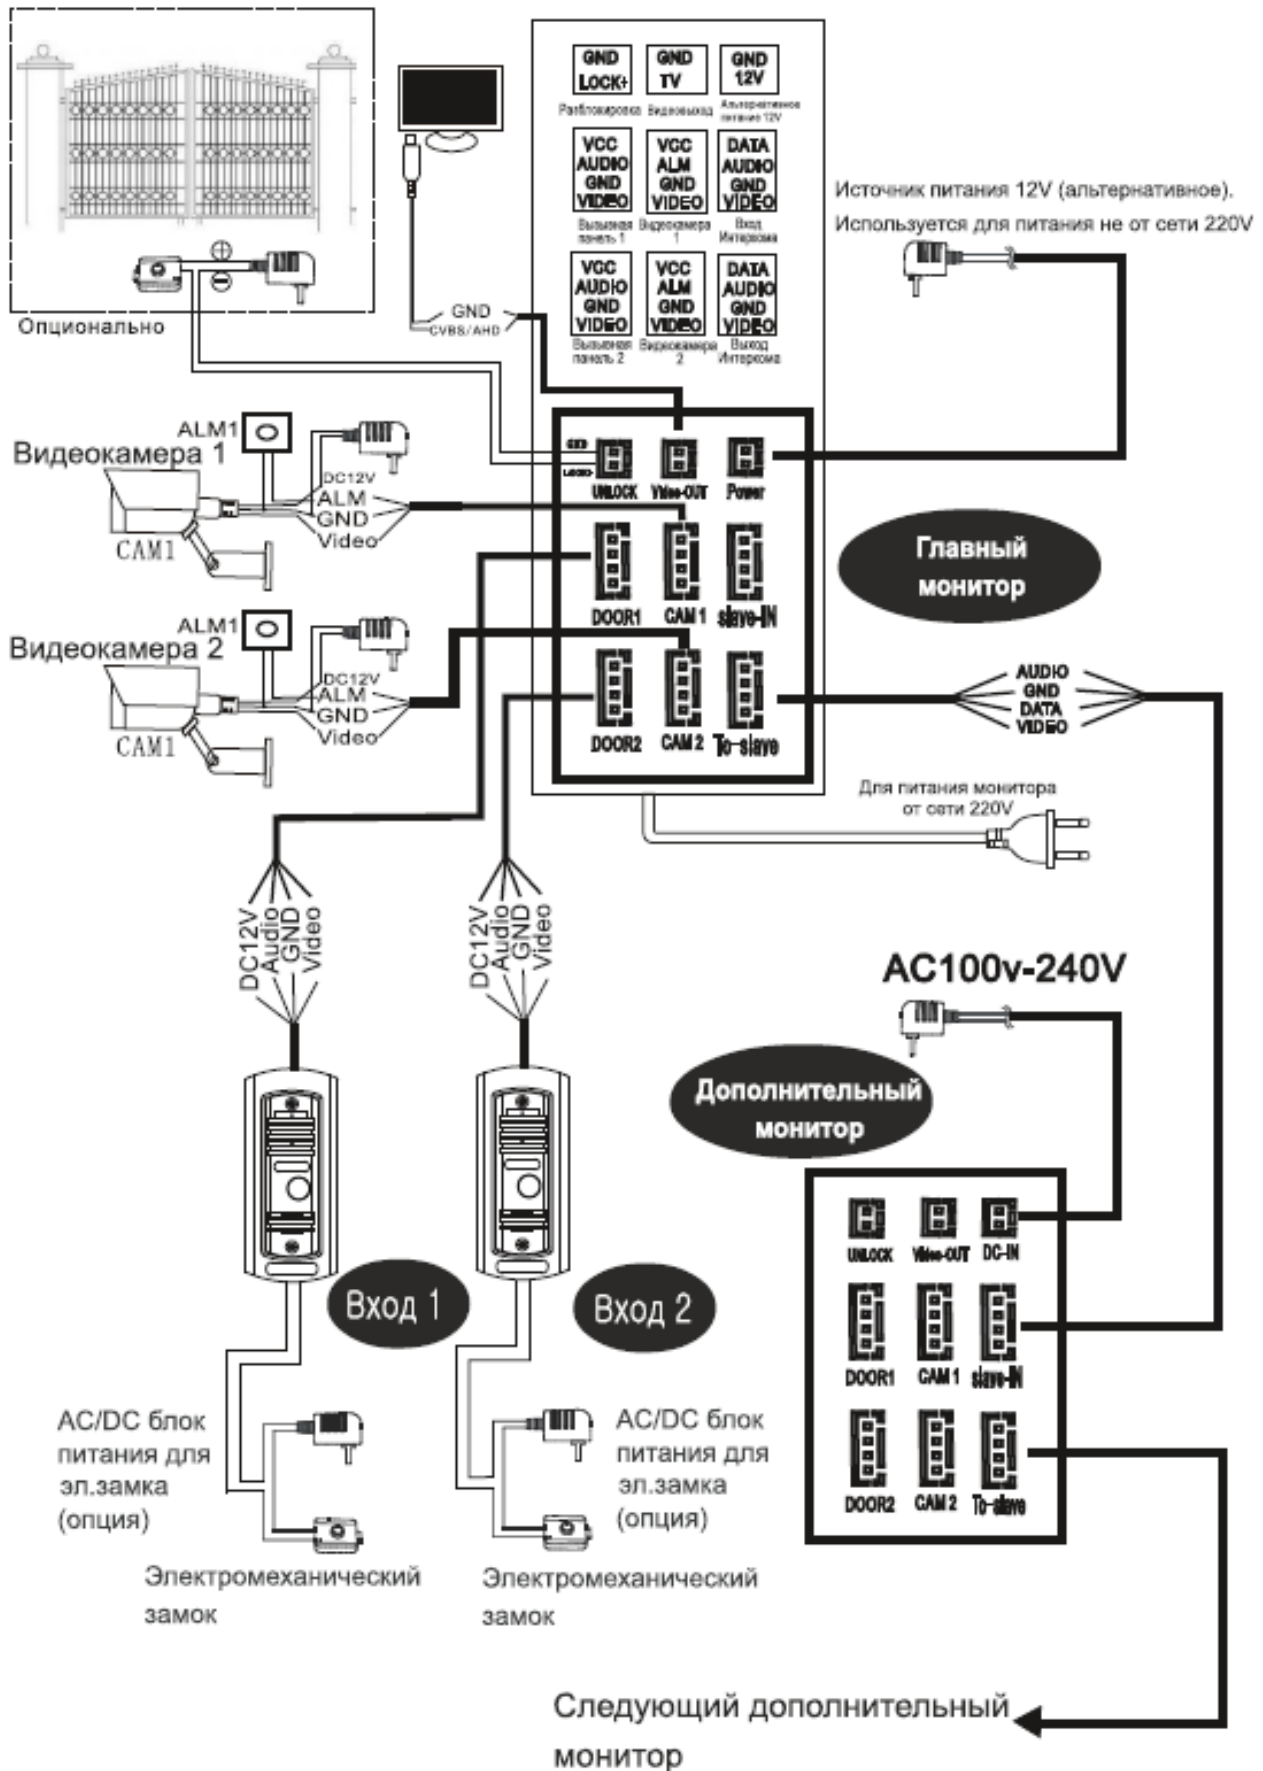 GND
LOCK+
Разблокировка
GND
TV
Видеовыход
GND
12V
Альтернативное
питание 12V
VCC
AUDIO
GND
VIDEO
Вызывная
панель 1
VCC
ALM
GND
VIDEO
Видеокамера
1
DATA
AUDIO
GND
VIDEO
Вход
Интеркома
VCC
AUDIO
GND
VIDEO
Вызывная
панель 2
VCC
ALM
GND
VIDEO
Видеокамера
2
DATA
AUDIO
GND
VIDEO
Выход
Интеркома
Источник питания 12V (альтернативное).
Используется для питания не от сети 220V
Опционально
GND
CVBS/AHD
Видеокамера 1
ALM1
DC12V
ALM
GND
Video
CAM1
GND
LOCK+
UNLOCK
Video-OUT
Power
DOOR1
CAM 1
slave-IN
DOOR2
CAM 2
To-slave
Главный
монитор
Видеокамера 2
ALM1
DC12V
ALM
GND
Video
CAM1
AUDIO
GND
DATA
VIDEO
Для питания монитора
от сети 220V
DC12V
Audio
GND
Video
DC12V
Audio
GND
Video
AC100v-240V
Дополнительный
монитор
UNLOCK
Video-OUT
DC-IN
DOOR1
CAM 1
slave-IN
DOOR2
CAM 2
To-slave
Вход 1
Вход 2
AC/DC блок
питания для
эл.замка
(опция)
AC/DC блок
питания для
эл.замка
(опция)
Электромеханический
замок
Электромеханический
замок
Следующий дополнительный
монитор